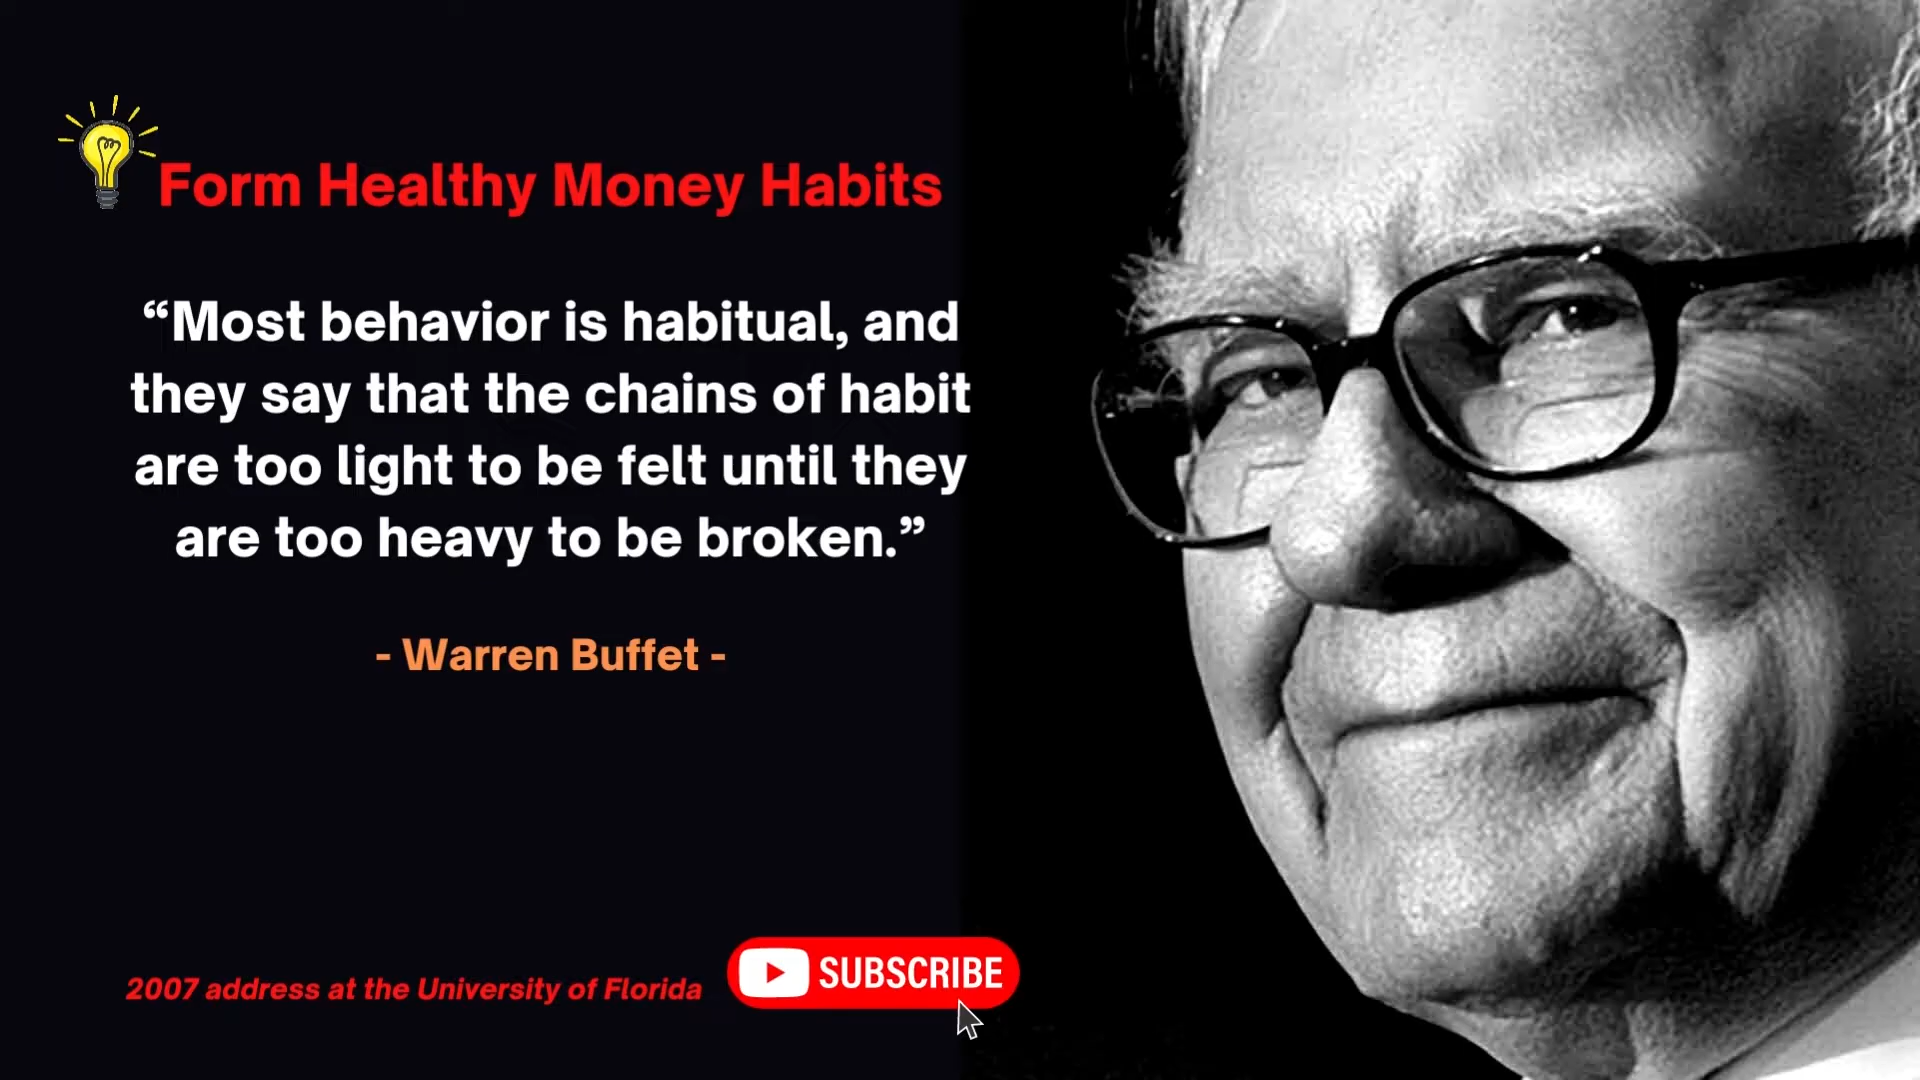 Form Healthy Money Habits
“Most behavior is habitual, and
they say that the chains of habit
are too light to be felt until they
are too heavy to be broken.”
- Warren Buffet -
2007 address at the University of Florida
SUBSCRIBE